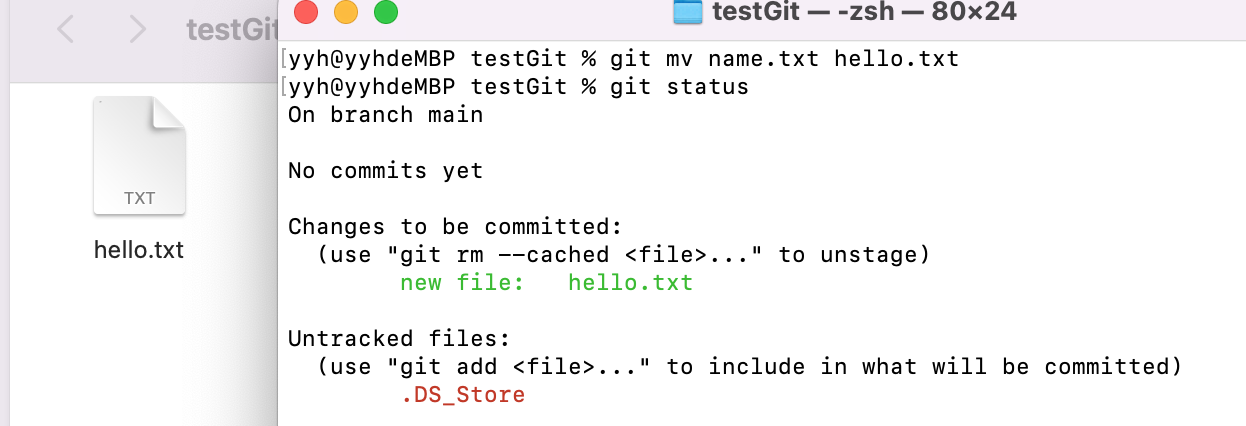 testGit
TXT
hello.txt
testGit — -zsh — 80×24
[yyh@yyhdeMBP testGit % git mv name.txt hello.txt
[yyh@yyhdeMBP testGit % git status
On branch main
No commits yet
Changes to be committed:
(use "git rm --cached <file>..." to unstage)
new file:   hello.txt
Untracked files:
(use "git add <file>..." to include in what will be committed)
.DS_Store